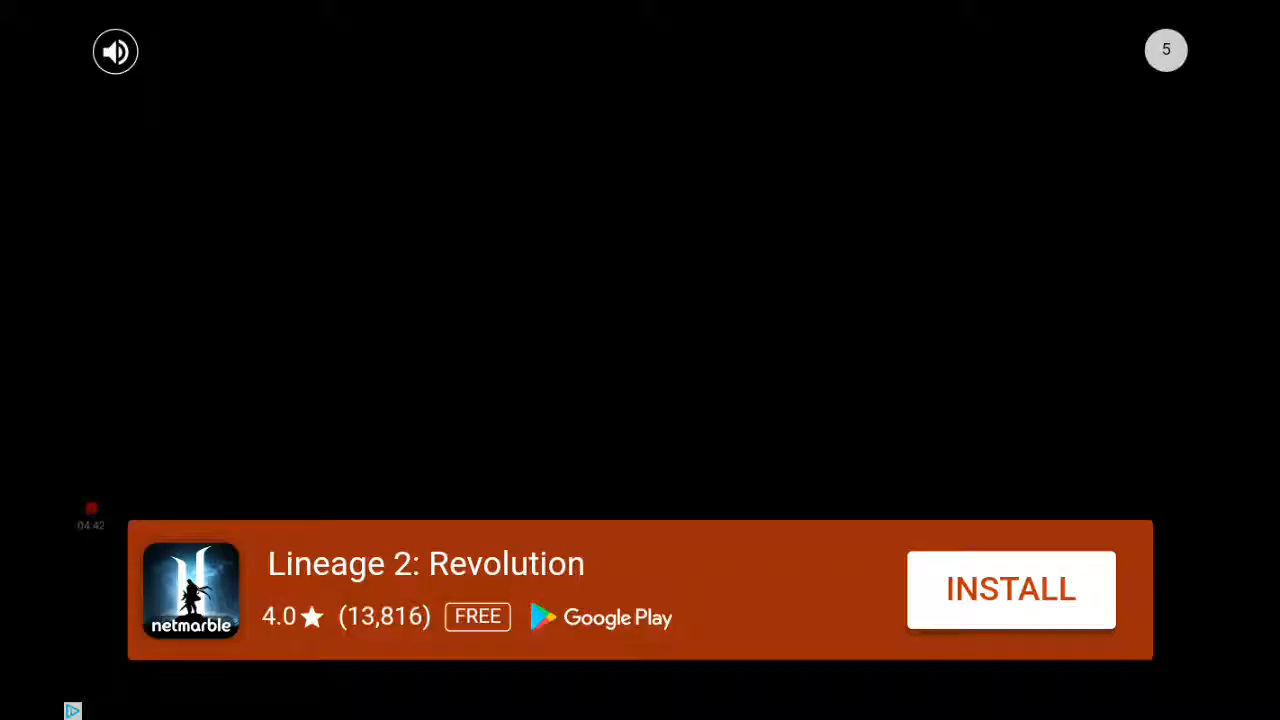 5
04:42
Lineage 2: Revolution
4.0★ (13,816) FREE Google Play
netmarble
INSTALL